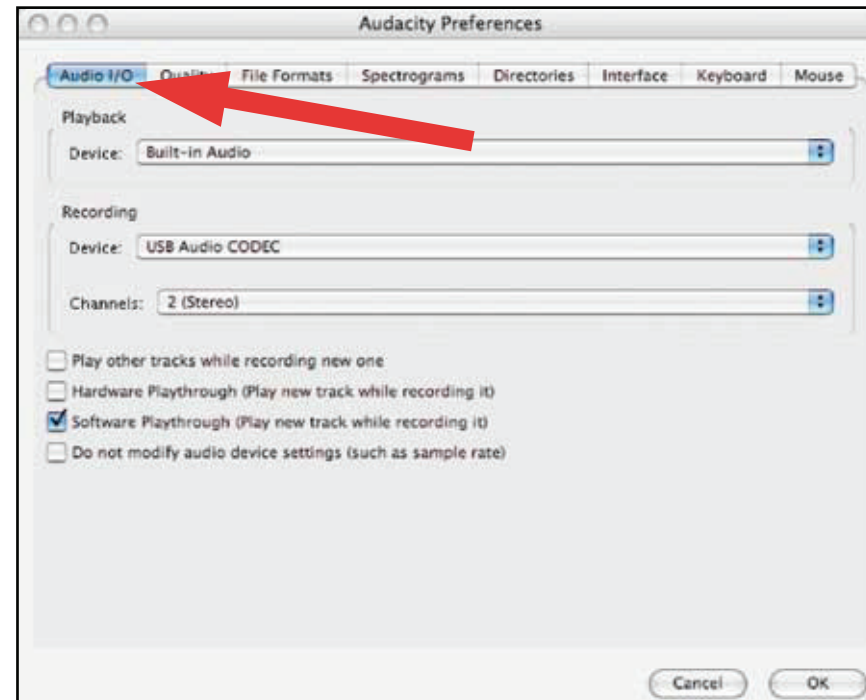 Audacity Preferences
Audio I/O Quality File Formats Spectrograms Directories Interface Keyboard Mouse
Playback
Device: Built-in Audio
Recording
Device: USB Audio CODEC
Channels: 2 (Stereo)
Play other tracks while recording new one
Hardware Playthrough (Play new track while recording it)
Software Playthrough (Play new track while recording it)
Do not modify audio device settings (such as sample rate)
Cancel OK